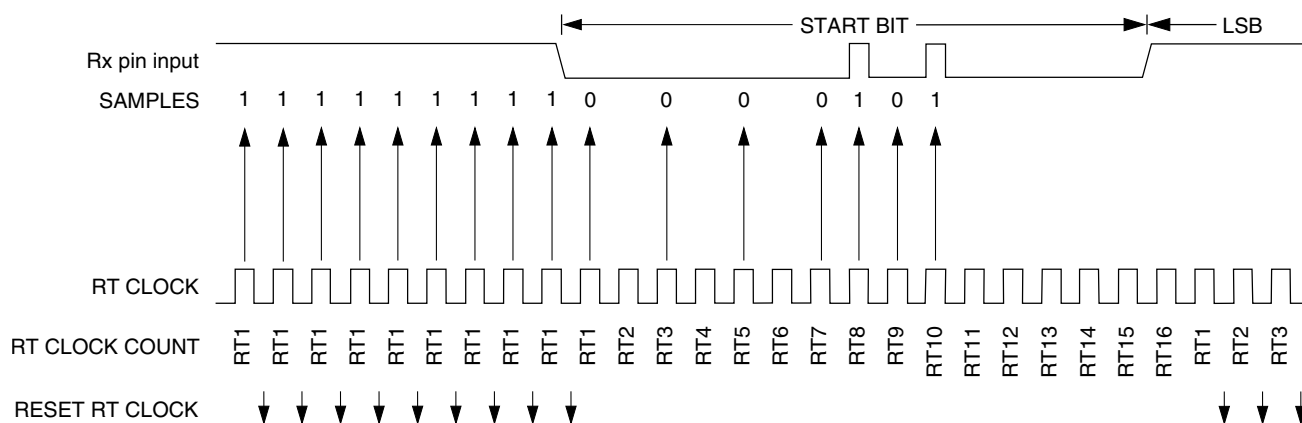 START BIT LSB
Rx pin input
SAMPLES 1 1 1 1 1 1 1 1 1 0 0 0 0 1 0 1
RT CLOCK
RT CLOCK COUNT RT1 RT1 RT1 RT1 RT1 RT1 RT1 RT1 RT1 RT1 RT2 RT3 RT4 RT5 RT6 RT7 RT8 RT9 RT10 RT11 RT12 RT13 RT14 RT15 RT16 RT1 RT2 RT3
RESET RT CLOCK